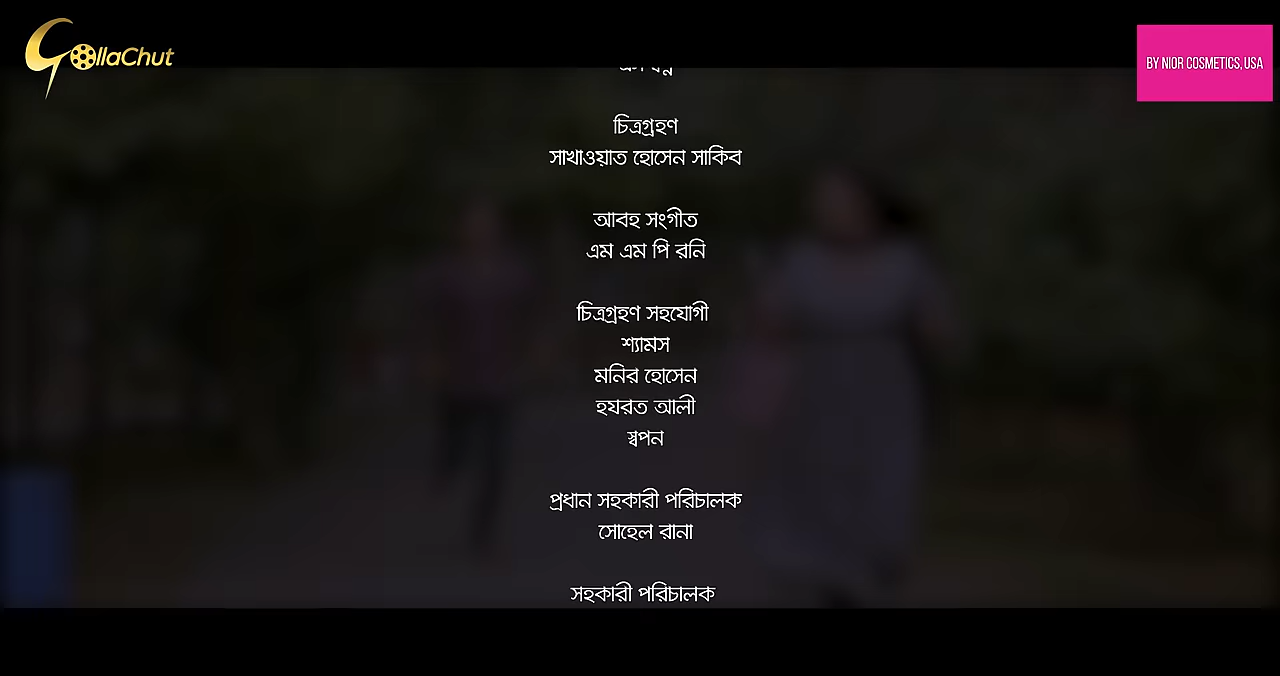 GollaChut
BY NIOR COSMETICS, USA
চিত্রগ্রহণ
সাখাওয়াত হোসেন সাকিব
আবহ সংগীত
এম এম পি রনি
চিত্রগ্রহণ সহযোগী
শ্যামস
মনির হোসেন
হযরত আলী
স্বপন
প্রধান সহকারী পরিচালক
সোহেল রানা
সহকারী পরিচালক